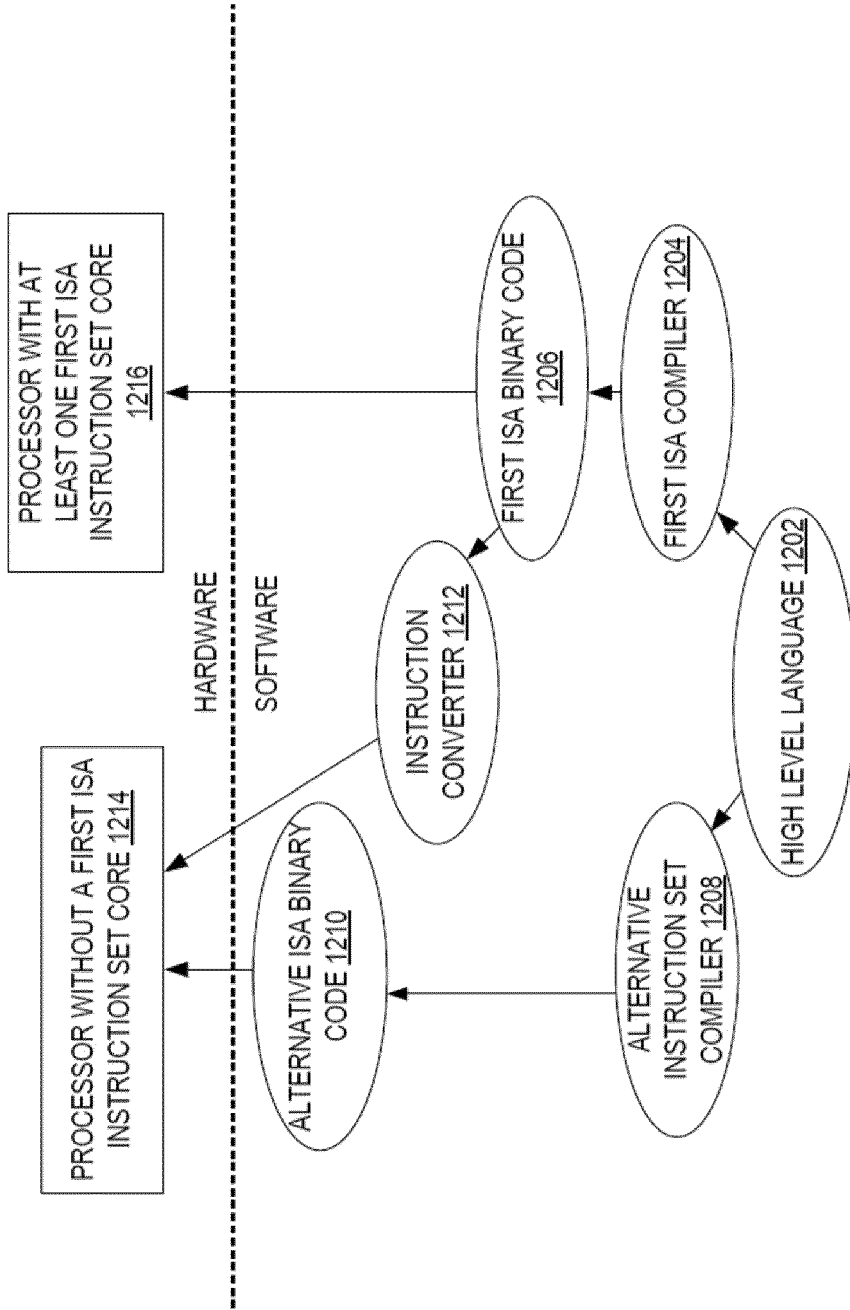 PROCESSOR WITHOUT A FIRST ISA
INSTRUCTION SET CORE 1214
PROCESSOR WITH AT
LEAST ONE FIRST ISA
INSTRUCTION SET CORE
1216
HARDWARE
SOFTWARE
ALTERNATIVE ISA BINARY
CODE 1210
INSTRUCTION
CONVERTER 1212
FIRST ISA BINARY CODE
1206
ALTERNATIVE
INSTRUCTION SET
COMPILER 1208
FIRST ISA COMPILER 1204
HIGH LEVEL LANGUAGE 1202